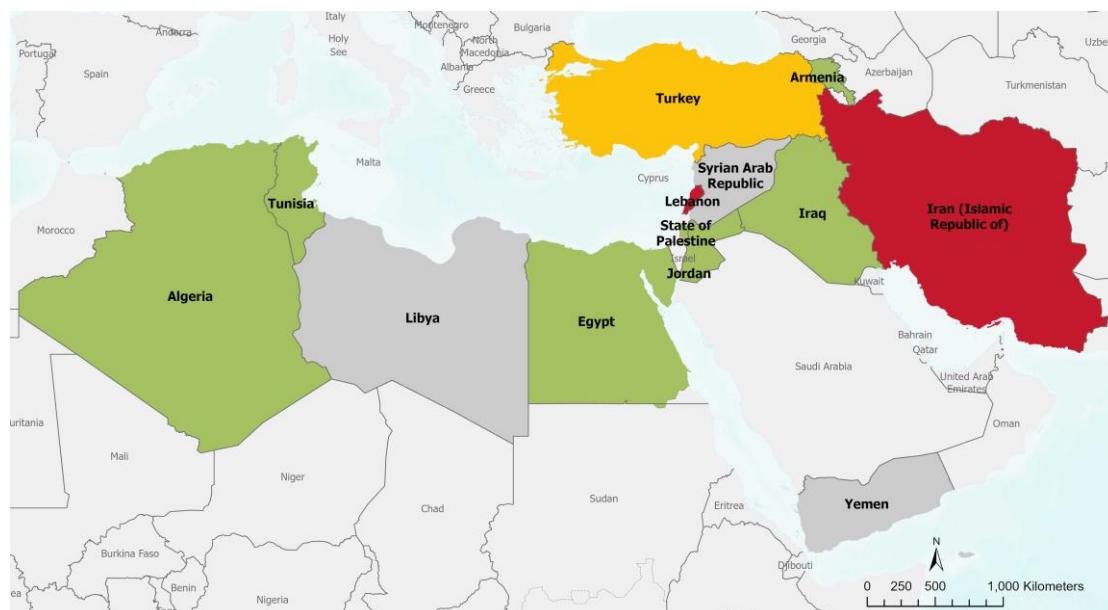 Italy
Andorra
Holy
See
Montenegro
Bulgaria
North
Macedonia
Albania
Georgia
Uzbe
Portugal
Spain
Greece
Turkey
Armenia
Azerbaijan
Turkmenistan
Malta
Cyprus
Syrian Arab
Republic
Lebanon
Tunisia
Iraq
Iran (Islamic
Republic of)
State of
Palestine
Israel
Jordan
Morocco
Kuwait
Algeria
Libya
Egypt
Bahrain
Qatar
Saudi Arabia
United Arab
Emirates
Oman
uritania
Mali
Niger
Chad
Sudan
Eritrea
Yemen
Burkina Faso
Djibouti
N
Benin
ea
Nigeria
0 250 500 1,000 Kilometers